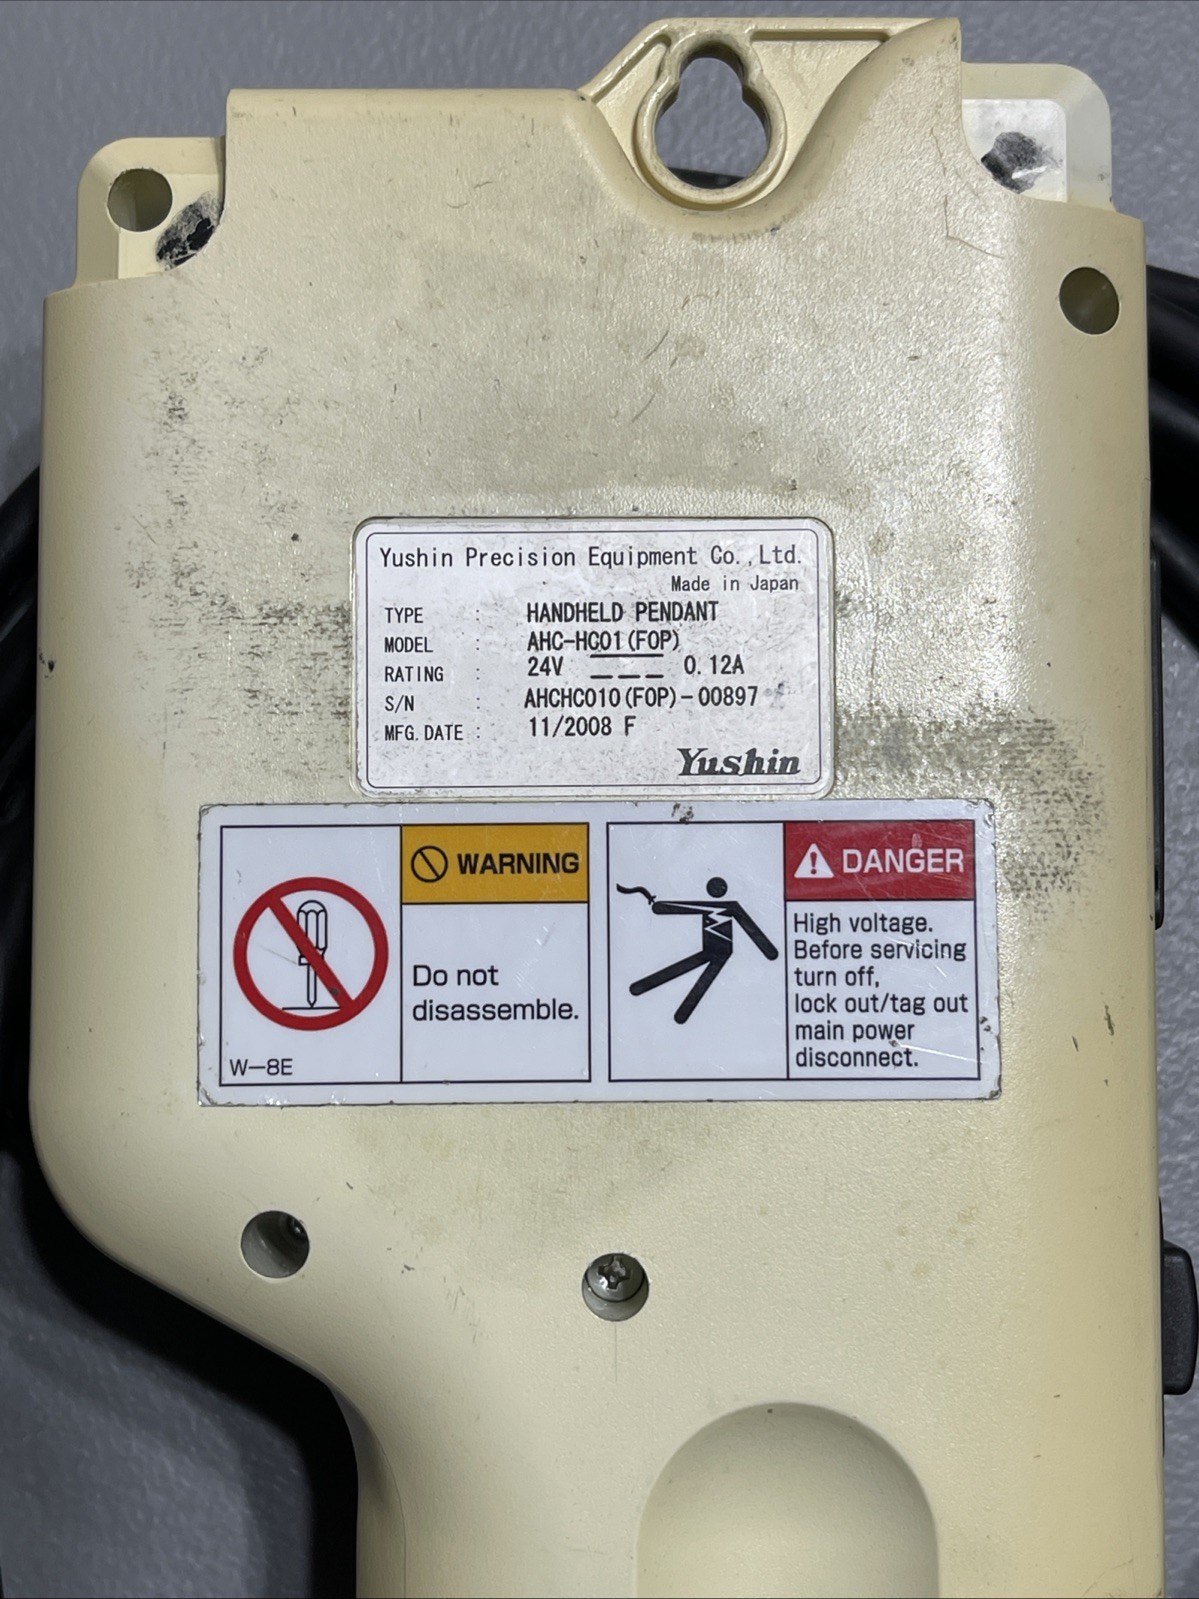 Yushin Precision Equipment Co.,Ltd.
Made in Japan
TYPE : HANDHELD PENDANT
MODEL : AHC-HC01(FOP)
RATING : 24V 0.12A
S/N : AHCHC010(FOP)-00897
MFG.DATE : 11/2008 F
Yushin
WARNING
Do not
disassemble.
W-8E
DANGER
High voltage.
Before servicing
turn off,
lock out/tag out
main power
disconnect.